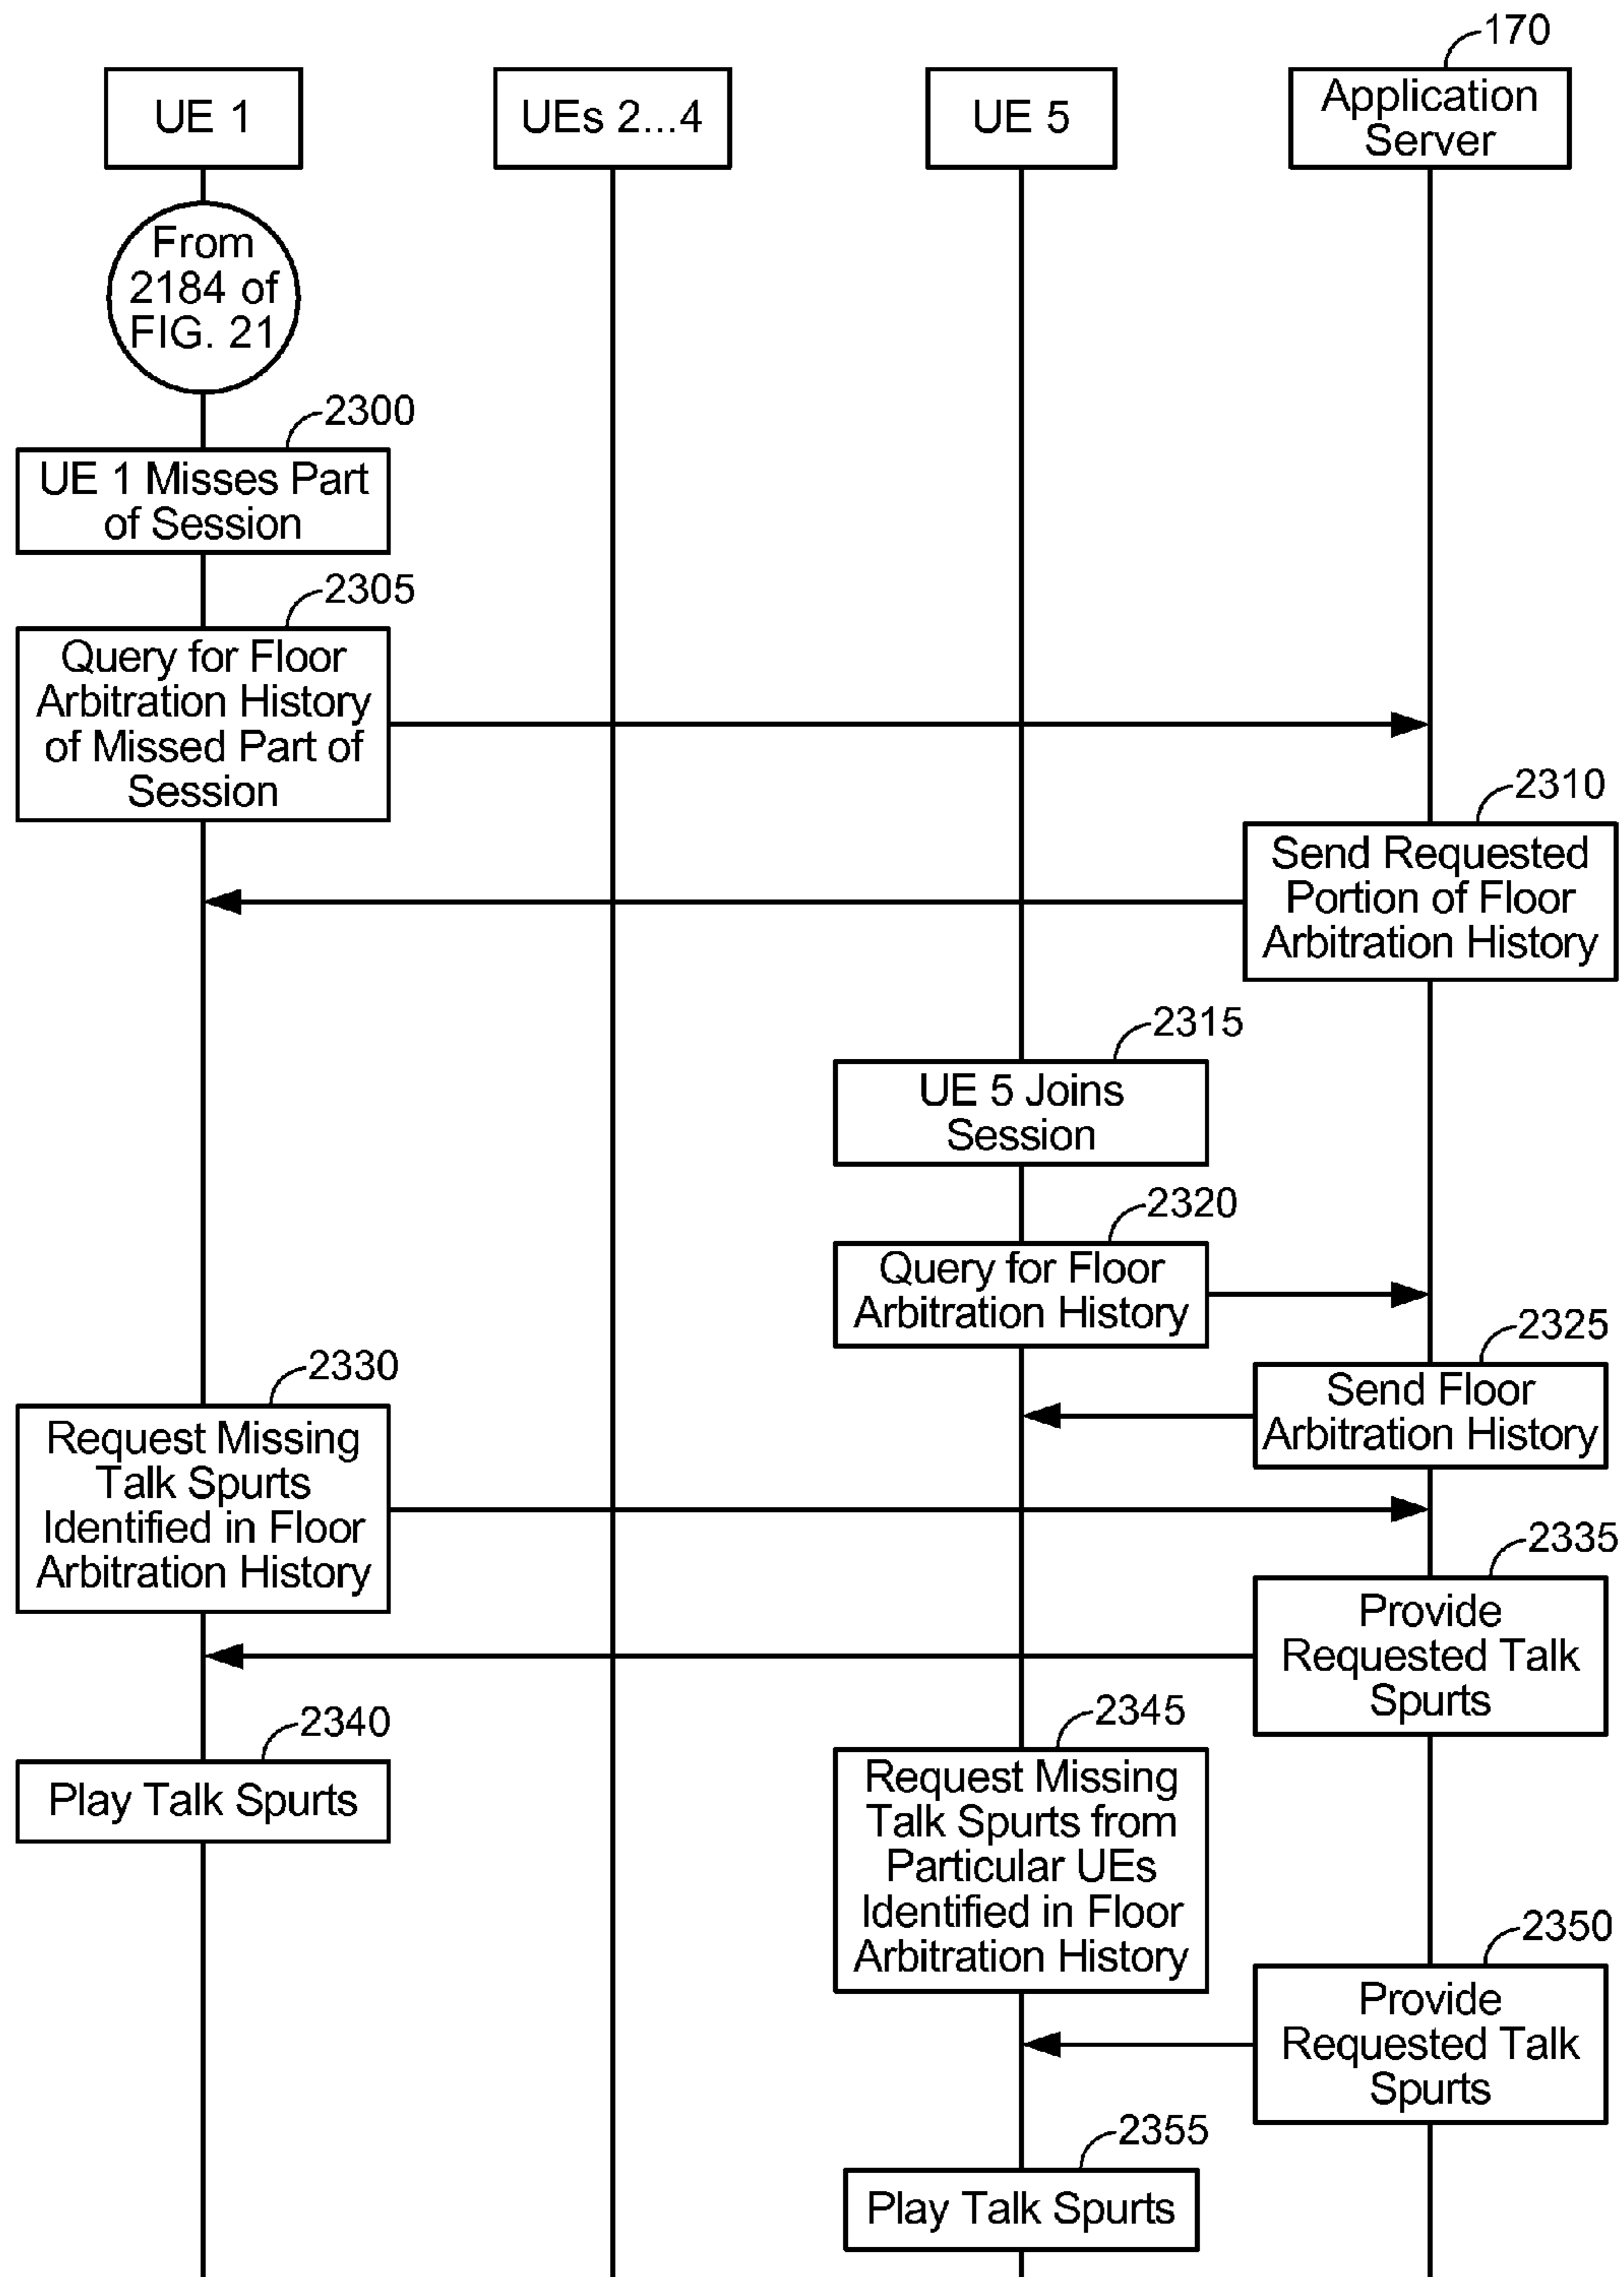 170
UE 1
UEs 2...4
UE 5
Application
Server
From
2184 of
FIG. 21
2300
UE 1 Misses Part
of Session
2305
Query for Floor
Arbitration History
of Missed Part of
Session
2310
Send Requested
Portion of Floor
Arbitration History
2315
UE 5 Joins
Session
2320
Query for Floor
Arbitration History
2325
Send Floor
Arbitration History
2330
Request Missing
Talk Spurts
Identified in Floor
Arbitration History
2335
Provide
Requested Talk
Spurts
2340
Play Talk Spurts
2345
Request Missing
Talk Spurts from
Particular UEs
Identified in Floor
Arbitration History
2350
Provide
Requested Talk
Spurts
2355
Play Talk Spurts